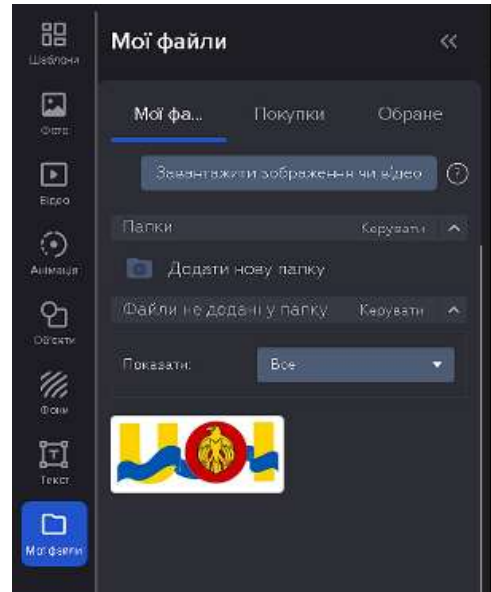 Шаблони
Фото
Відео
Анімація
Об'єкти
Фони
Текст
Мої файли
Мої файли
Мої фа...
Покупки
Обране
Завантажити зображення чи відео
?
Папки
Керувати
Додати нову папку
Файли не додані у папку
Керувати
Показати:
Все